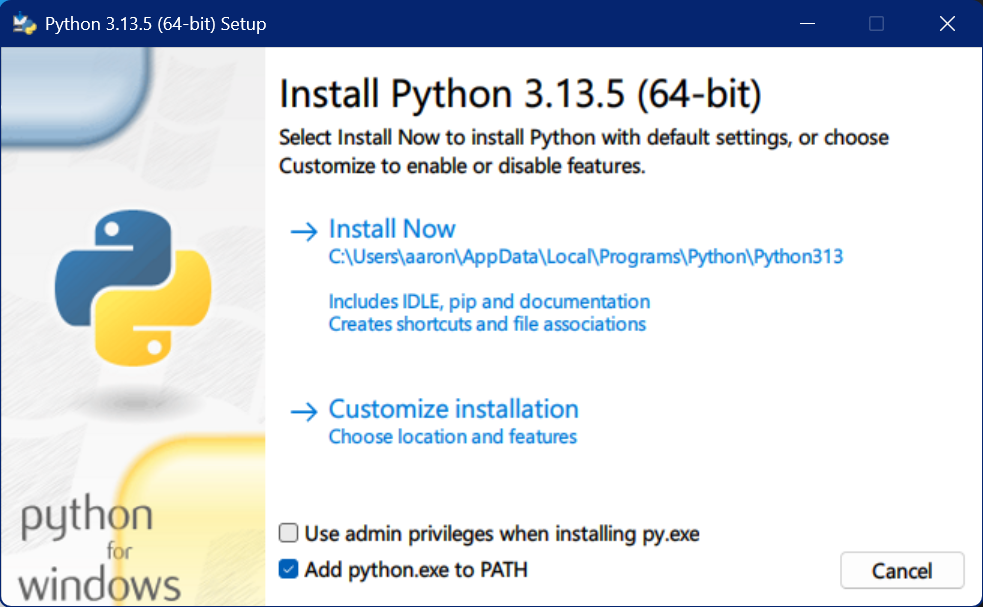 Python 3.13.5 (64-bit) Setup
Install Python 3.13.5 (64-bit)
Select Install Now to install Python with default settings, or choose
Customize to enable or disable features.
Install Now
C:\Users\aaron\AppData\Local\Programs\Python\Python313
Includes IDLE, pip and documentation
Creates shortcuts and file associations
Customize installation
Choose location and features
Use admin privileges when installing py.exe
Add python.exe to PATH
Cancel
python
for
windows